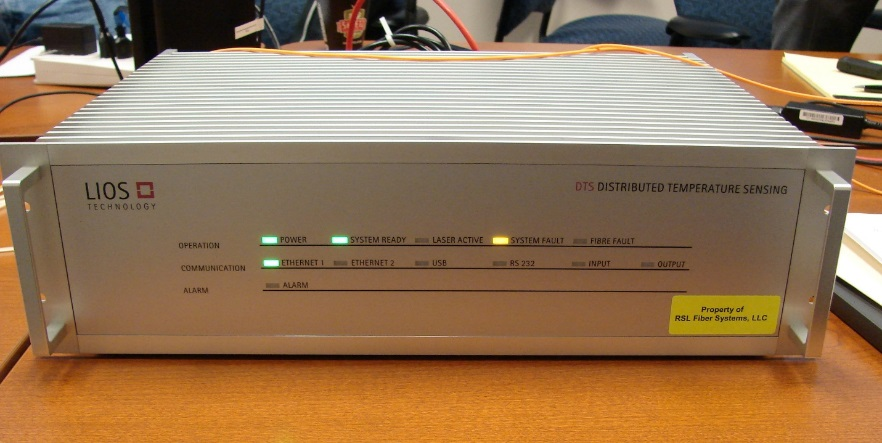 LIOS
TECHNOLOGY
DTS DISTRIBUTED TEMPERATURE SENSING
OPERATION POWER SYSTEM READY LASER ACTIVE SYSTEM FAULT FIBRE FAULT
COMMUNICATION ETHERNET 1 ETHERNET 2 USB RS 232 INPUT OUTPUT
ALARM ALARM
Property of
RSL Fiber Systems, LLC